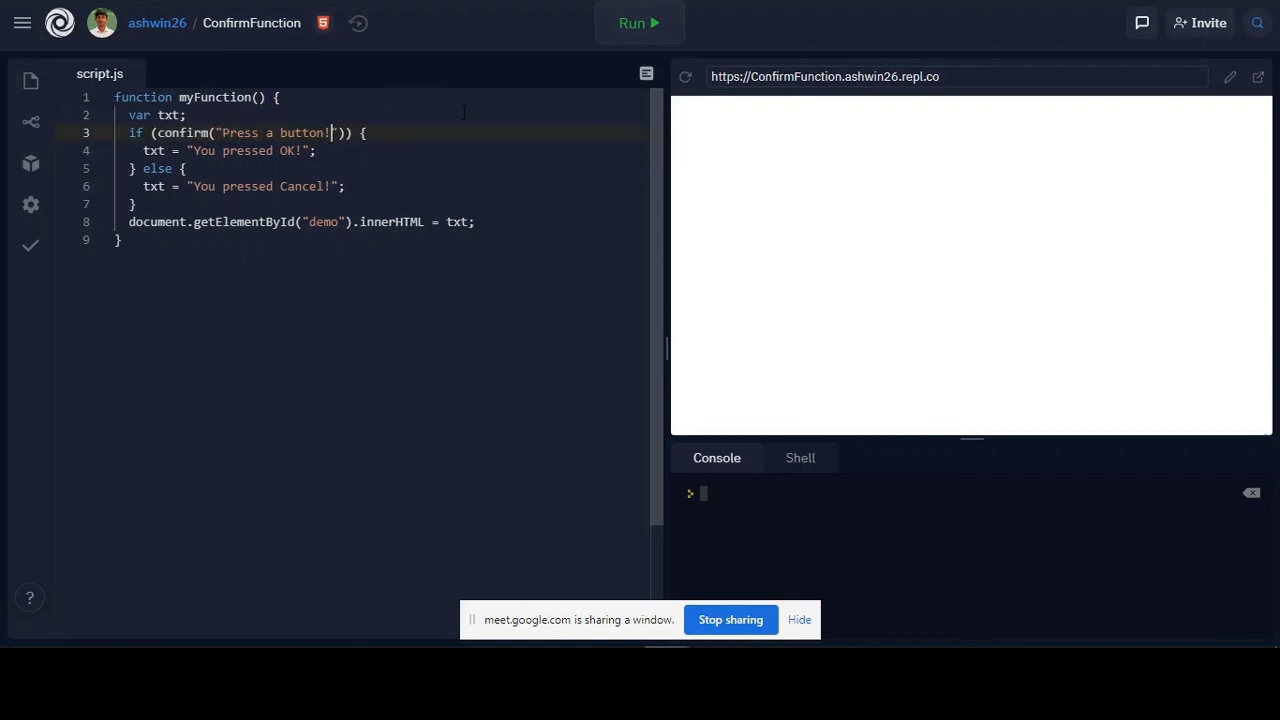 ashwin26 / ConfirmFunction
Run
Invite
script.js
https://ConfirmFunction.ashwin26.repl.co
1 function myFunction() {
2 var txt;
3 if (confirm("Press a button!")) {
4 txt = "You pressed OK!";
5 } else {
6 txt = "You pressed Cancel!";
7 }
8 document.getElementById("demo").innerHTML = txt;
9 }
Console Shell
>
?
meet.google.com is sharing a window. Stop sharing Hide